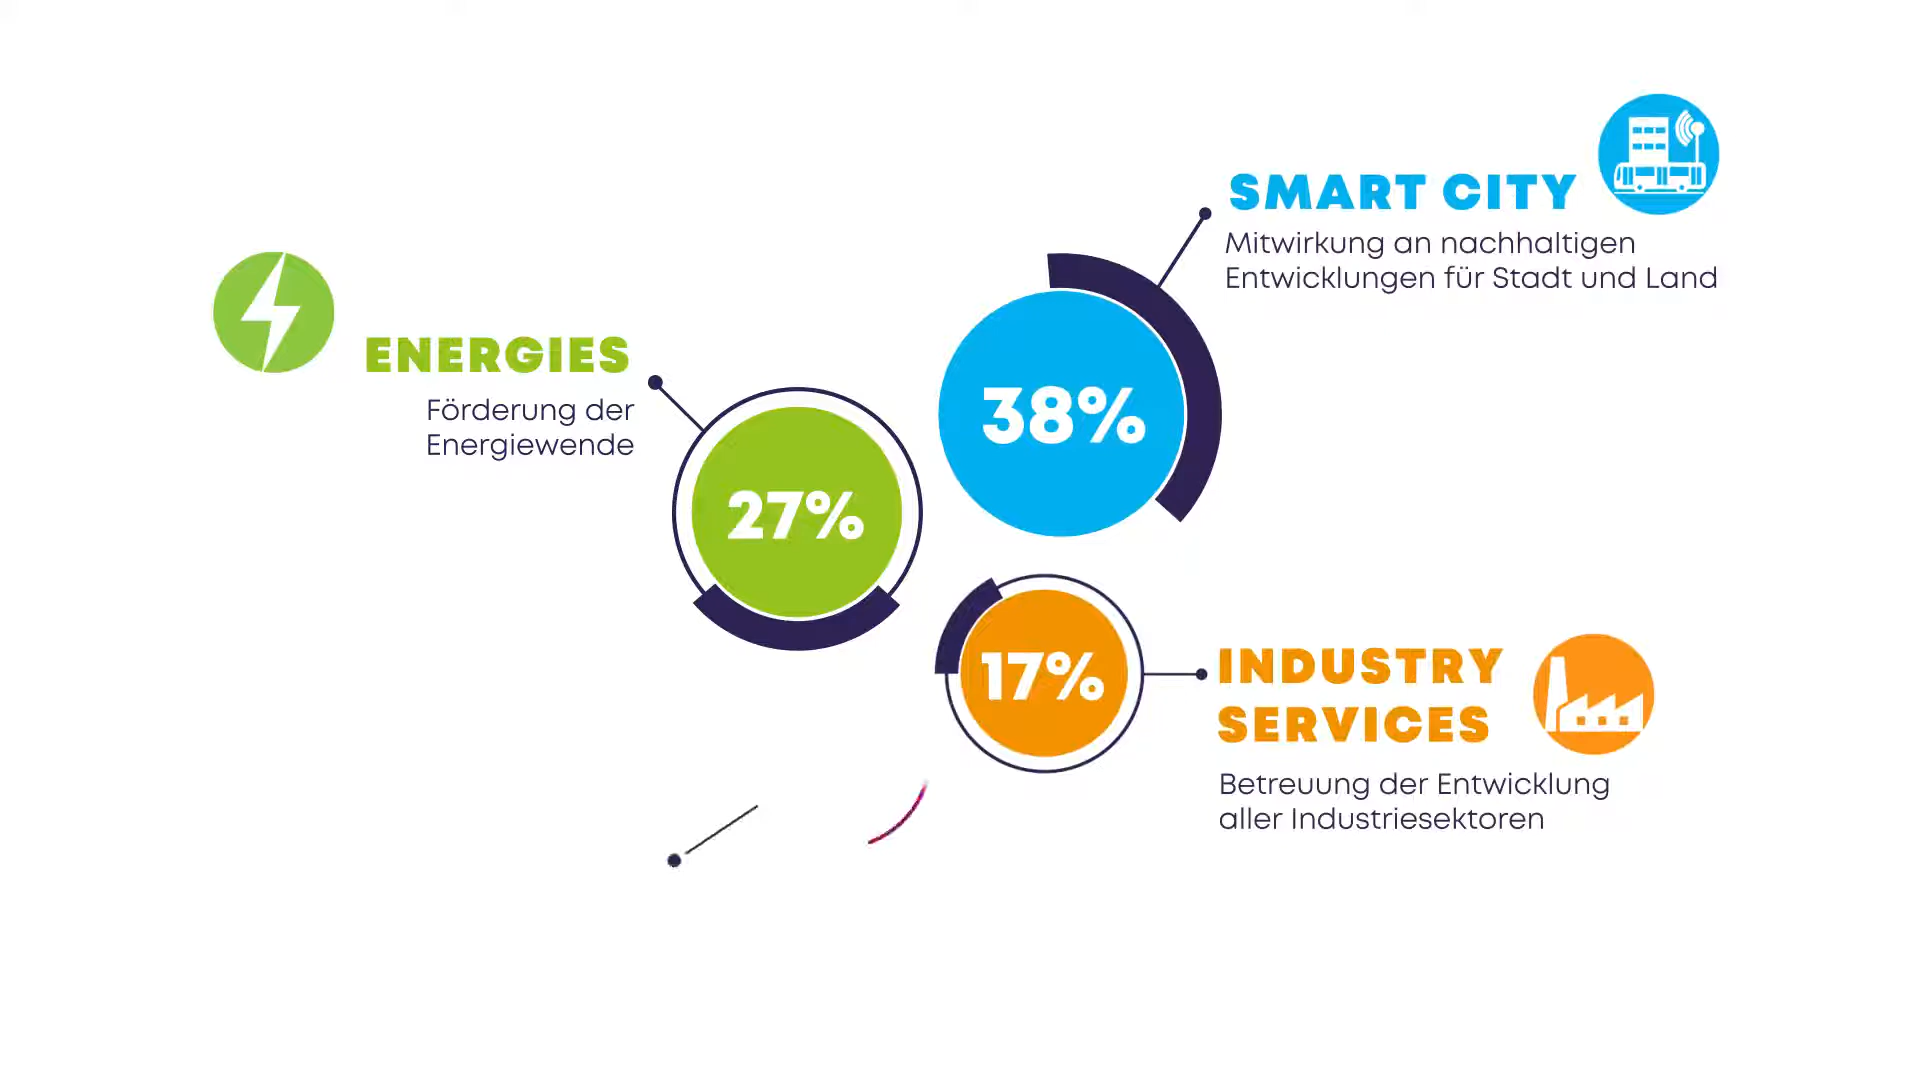 SMART CITY
Mitwirkung an nachhaltigen
Entwicklungen für Stadt und Land
38%
ENERGIES
Förderung der
Energiewende
27%
17%
INDUSTRY
SERVICES
Betreuung der Entwicklung
aller Industriesektoren